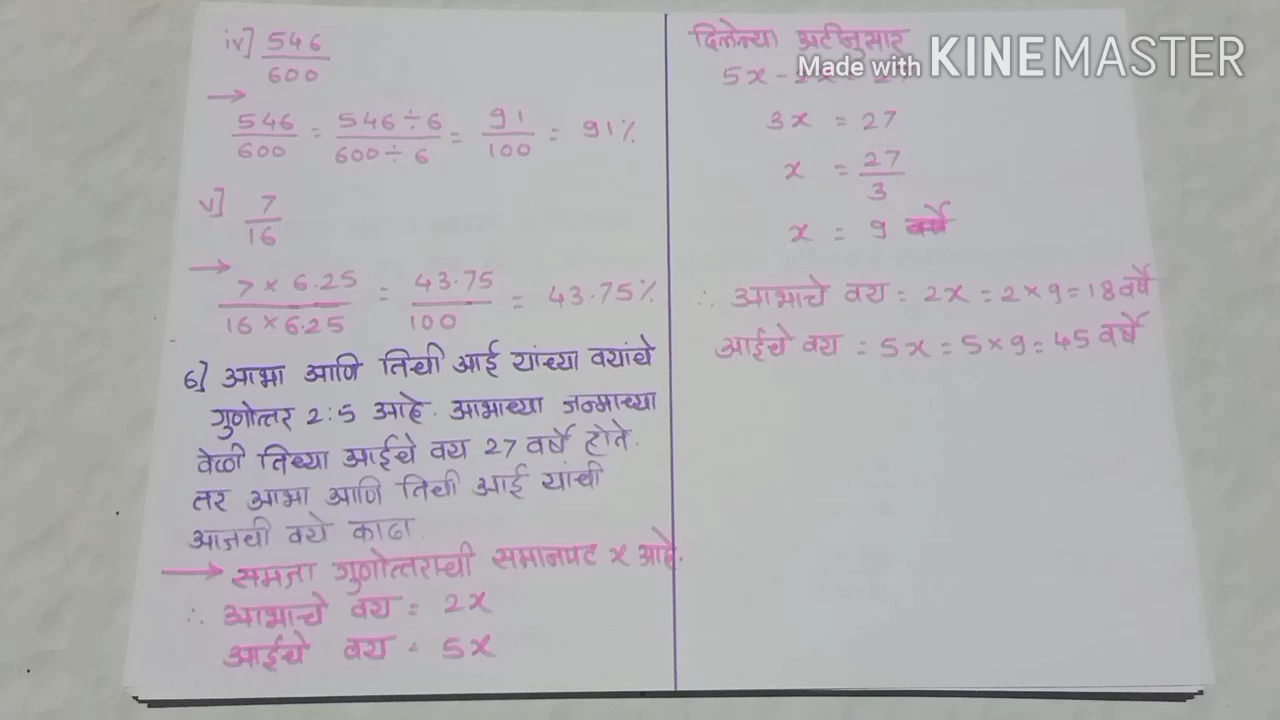 iv] 546
600
→
546 = 546÷6 = 91 = 91%
600 600÷6 100
v] 7
16
→ 7 × 6.25 = 43.75 = 43.75%
16 × 6.25 100
6] आभा आणि तिची आई यांच्या वयांचे
गुणोत्तर 2:5 आहे. आभाच्या जन्माच्या
वेळी तिच्या आईचे वय 27 वर्षे होते.
तर आभा आणि तिची आई यांची
आजची वये काढा.
→ समजा गुणोत्तराची समानपट x आहे.
∴ आभाचे वय = 2x
आईचे वय = 5x
दिलेल्या अटीनुसार
Made with KINEMASTER
5x -
3x = 27
x = 27
3
x = 9 वर्षे
∴ आभाचे वय = 2x = 2×9 = 18 वर्षे
आईचे वय = 5x = 5×9 = 45 वर्षे